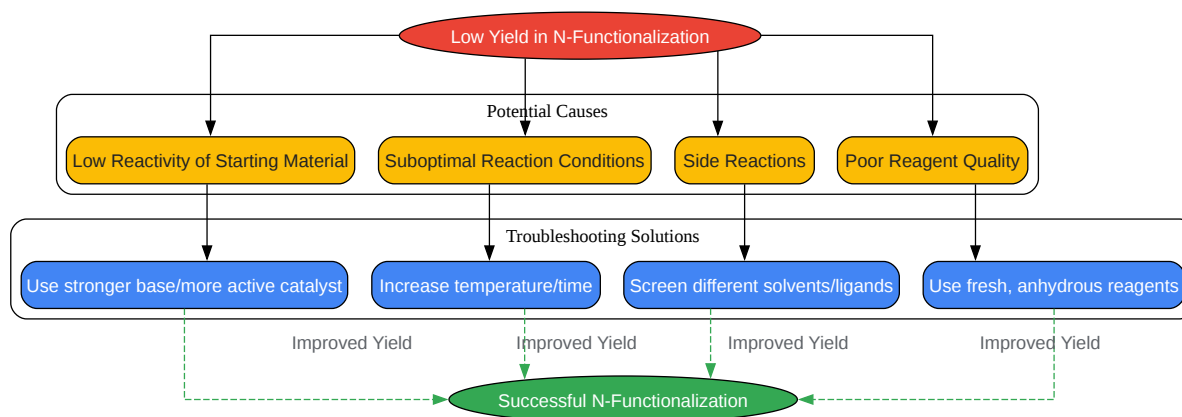 Low Yield in N-Functionalization
Potential Causes
Low Reactivity of Starting Material
Suboptimal Reaction Conditions
Side Reactions
Poor Reagent Quality
Troubleshooting Solutions
Use stronger base/more active catalyst
Increase temperature/time
Screen different solvents/ligands
Use fresh, anhydrous reagents
Improved Yield
Improved Yield
Improved Yield
Improved Yield
Successful N-Functionalization